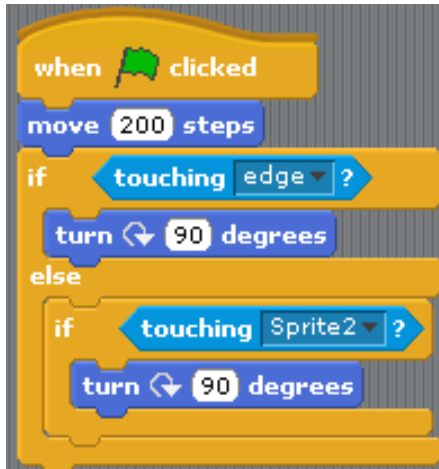 when clicked
move 200 steps
if touching edge ?
turn 90 degrees
else
if touching Sprite2 ?
turn 90 degrees